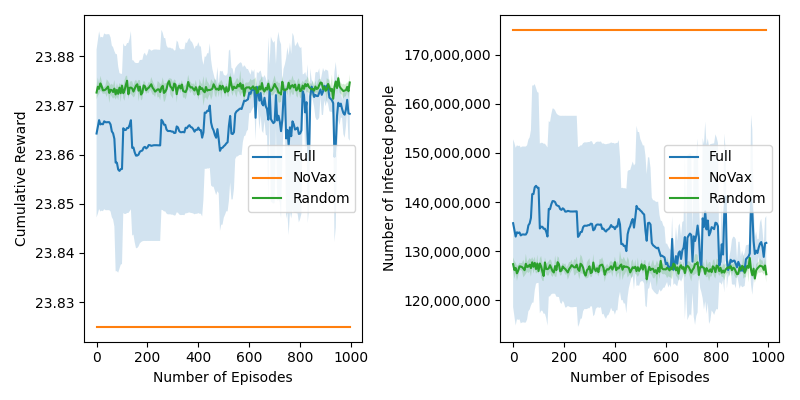 23.88
23.87
23.86
23.85
23.84
23.83
Cumulative Reward
0
200
400
600
800
1000
Number of Episodes
Full
NoVax
Random
170,000,000
160,000,000
150,000,000
140,000,000
130,000,000
120,000,000
Number of Infected people
0
200
400
600
800
1000
Number of Episodes
Full
NoVax
Random